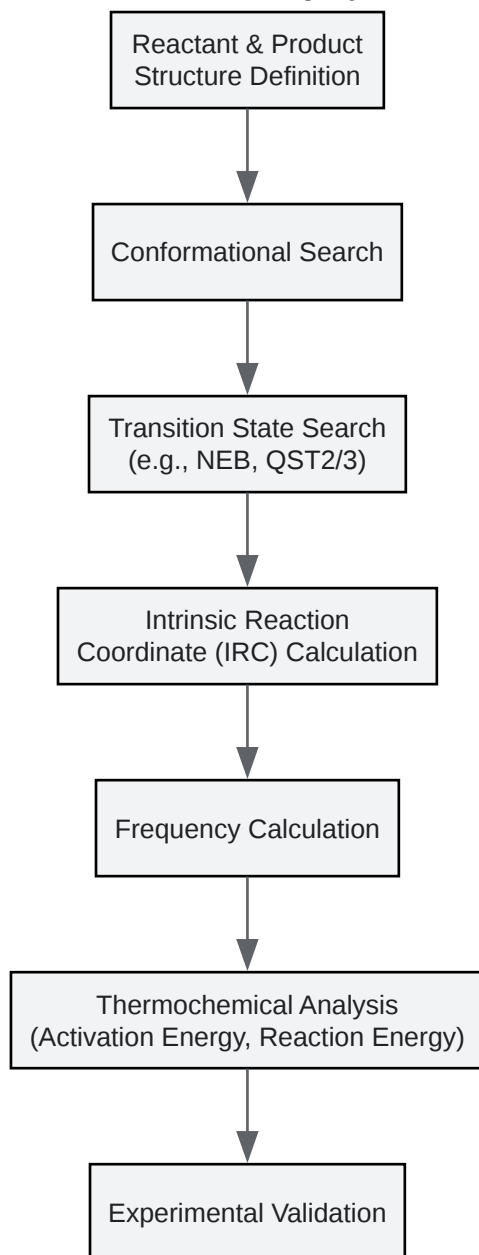 Reactant & Product
Structure Definition
Conformational Search
Transition State Search
(e.g., NEB, QST2/3)
Intrinsic Reaction
Coordinate (IRC) Calculation
Frequency Calculation
Thermochemical Analysis
(Activation Energy, Reaction Energy)
Experimental Validation